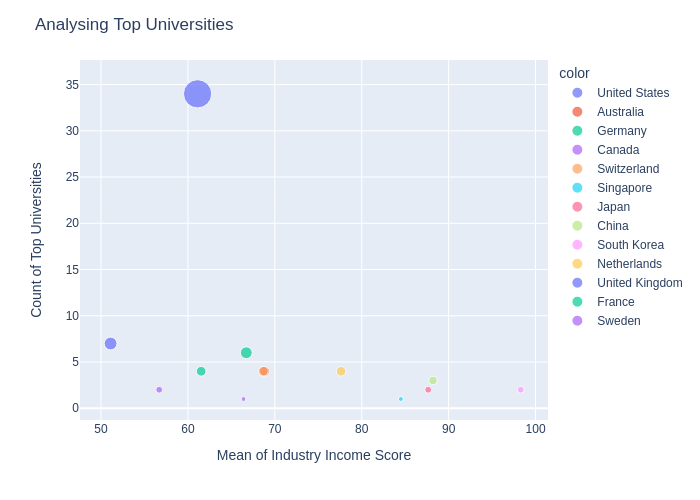 Analysing Top Universities
color
United States
Australia
Germany
Canada
Switzerland
Singapore
Japan
China
South Korea
Netherlands
United Kingdom
France
Sweden
Count of Top Universities
35
30
25
20
15
10
5
0
50 60 70 80 90 100
Mean of Industry Income Score